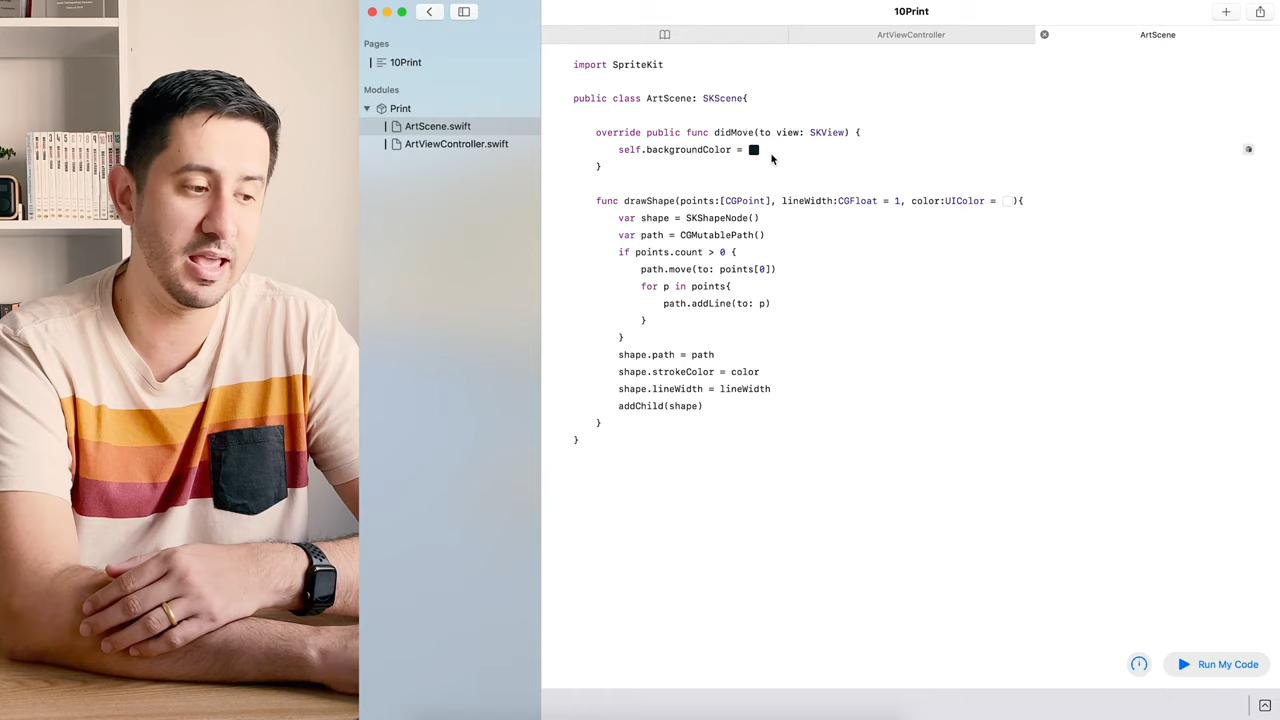 10Print
Pages
10Print
Modules
Print
ArtScene.swift
ArtViewController.swift
ArtViewController
ArtScene
import SpriteKit
public class ArtScene: SKScene{
override public func didMove(to view: SKView) {
self.backgroundColor =
}
func drawShape(points:[CGPoint], lineWidth:CGFloat = 1, color:UIColor = ){
var shape = SKShapeNode()
var path = CGMutablePath()
if points.count > 0 {
path.move(to: points[0])
for p in points{
path.addLine(to: p)
}
}
shape.path = path
shape.strokeColor = color
shape.lineWidth = lineWidth
addChild(shape)
}
}
Run My Code